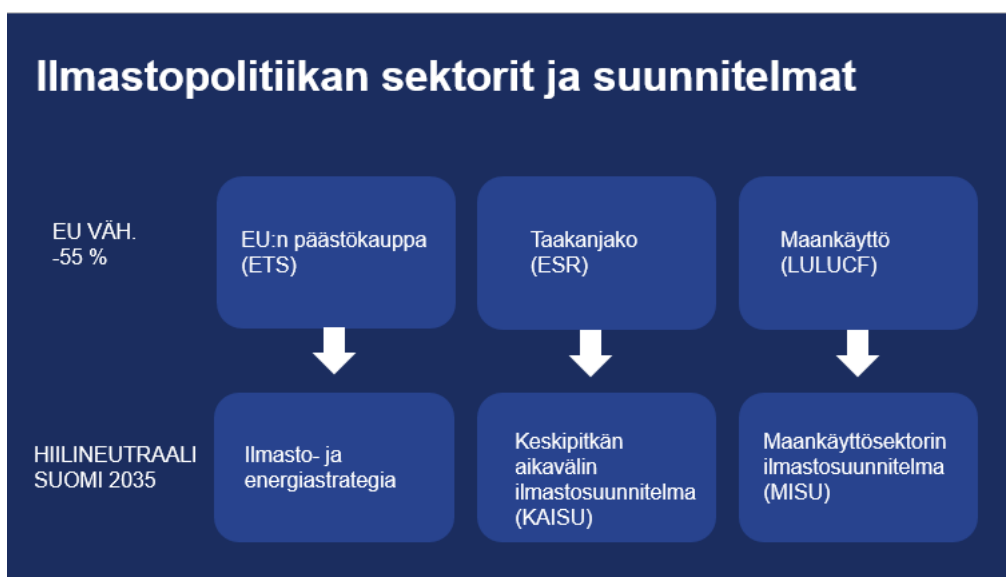 Ilmastopolitiikan sektorit ja suunnitelmat
EU VÄH.
-55 %
EU:n päästökauppa
(ETS)
Taakanjako
(ESR)
Maankäyttö
(LULUCF)
HIILINEUTRAALI
SUOMI 2035
Ilmasto- ja
energiastrategia
Keskipitkän
aikavälin
ilmastosuunnitelma
(KAISU)
Maankäyttösektorin
ilmastosuunnitelma
(MISU)